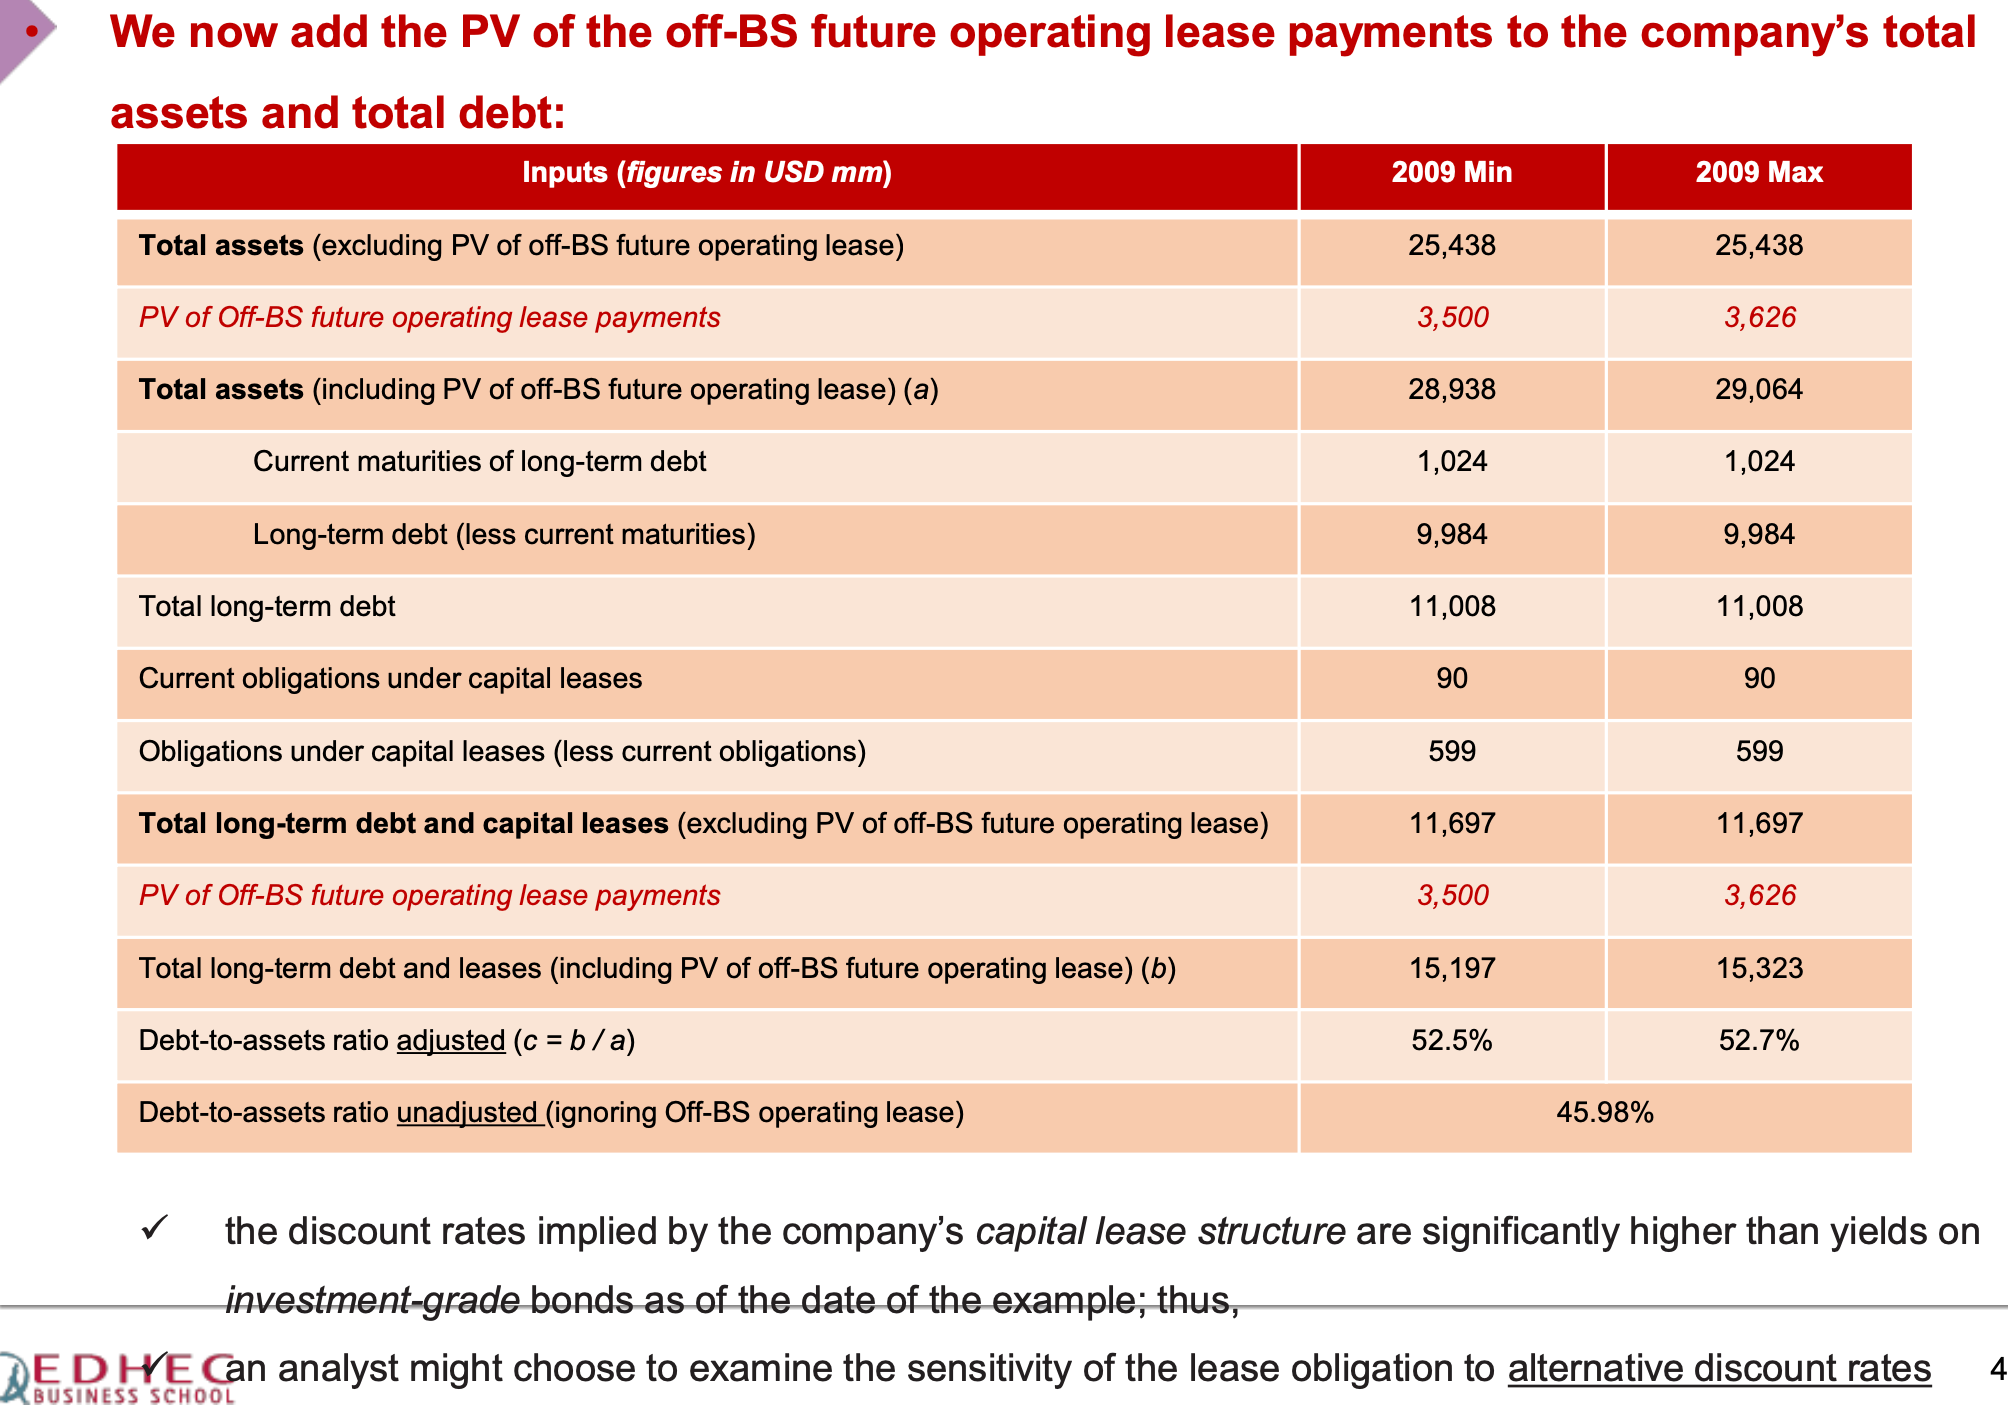 • We now add the PV of the off-BS future operating lease payments to the company’s total
assets and total debt:
Inputs (figures in USD mm) 2009 Min 2009 Max
Total assets (excluding PV of off-BS future operating lease) 25,438 25,438
PV of Off-BS future operating lease payments 3,500 3,626
Total assets (including PV of off-BS future operating lease) (a) 28,938 29,064
Current maturities of long-term debt 1,024 1,024
Long-term debt (less current maturities) 9,984 9,984
Total long-term debt 11,008 11,008
Current obligations under capital leases 90 90
Obligations under capital leases (less current obligations) 599 599
Total long-term debt and capital leases (excluding PV of off-BS future operating lease) 11,697 11,697
PV of Off-BS future operating lease payments 3,500 3,626
Total long-term debt and leases (including PV of off-BS future operating lease) (b) 15,197 15,323
Debt-to-assets ratio adjusted (c = b / a) 52.5% 52.7%
Debt-to-assets ratio unadjusted (ignoring Off-BS operating lease) 45.98%
✓ the discount rates implied by the company’s capital lease structure are significantly higher than yields on
investment-grade bonds as of the date of the example; thus,
✓ an analyst might choose to examine the sensitivity of the lease obligation to alternative discount rates
EDHEC
BUSINESS SCHOOL
4